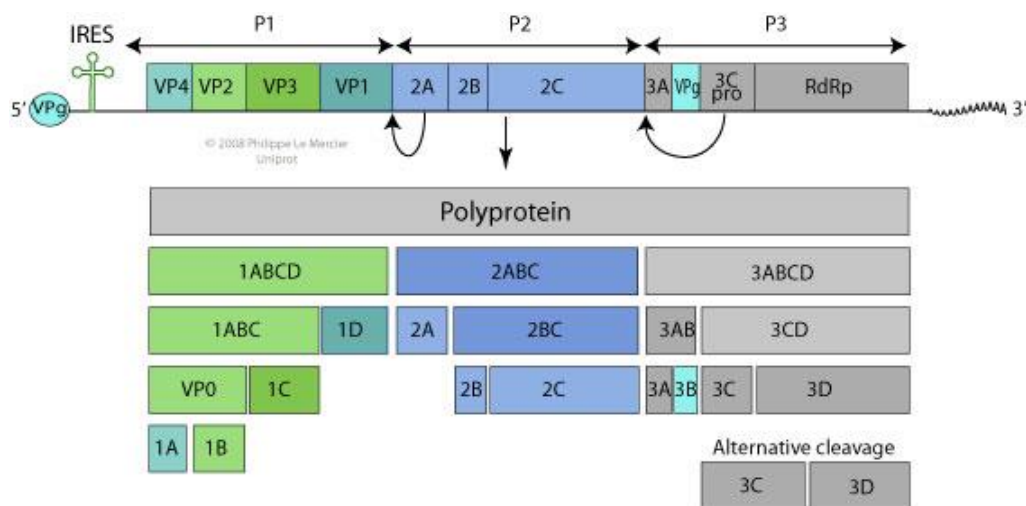 IRES P1 P2 P3
VP4 VP2 VP3 VP1 2A 2B 2C 3A VPg 3C pro RdRp
5' VPg 3'
© 2008 Philippe Le Mercier
Uniprot
Polyprotein
1ABCD 2ABC 3ABCD
1ABC 1D 2A 2BC 3AB 3CD
VP0 1C 2B 2C 3A 3B 3C 3D
1A 1B
Alternative cleavage
3C 3D